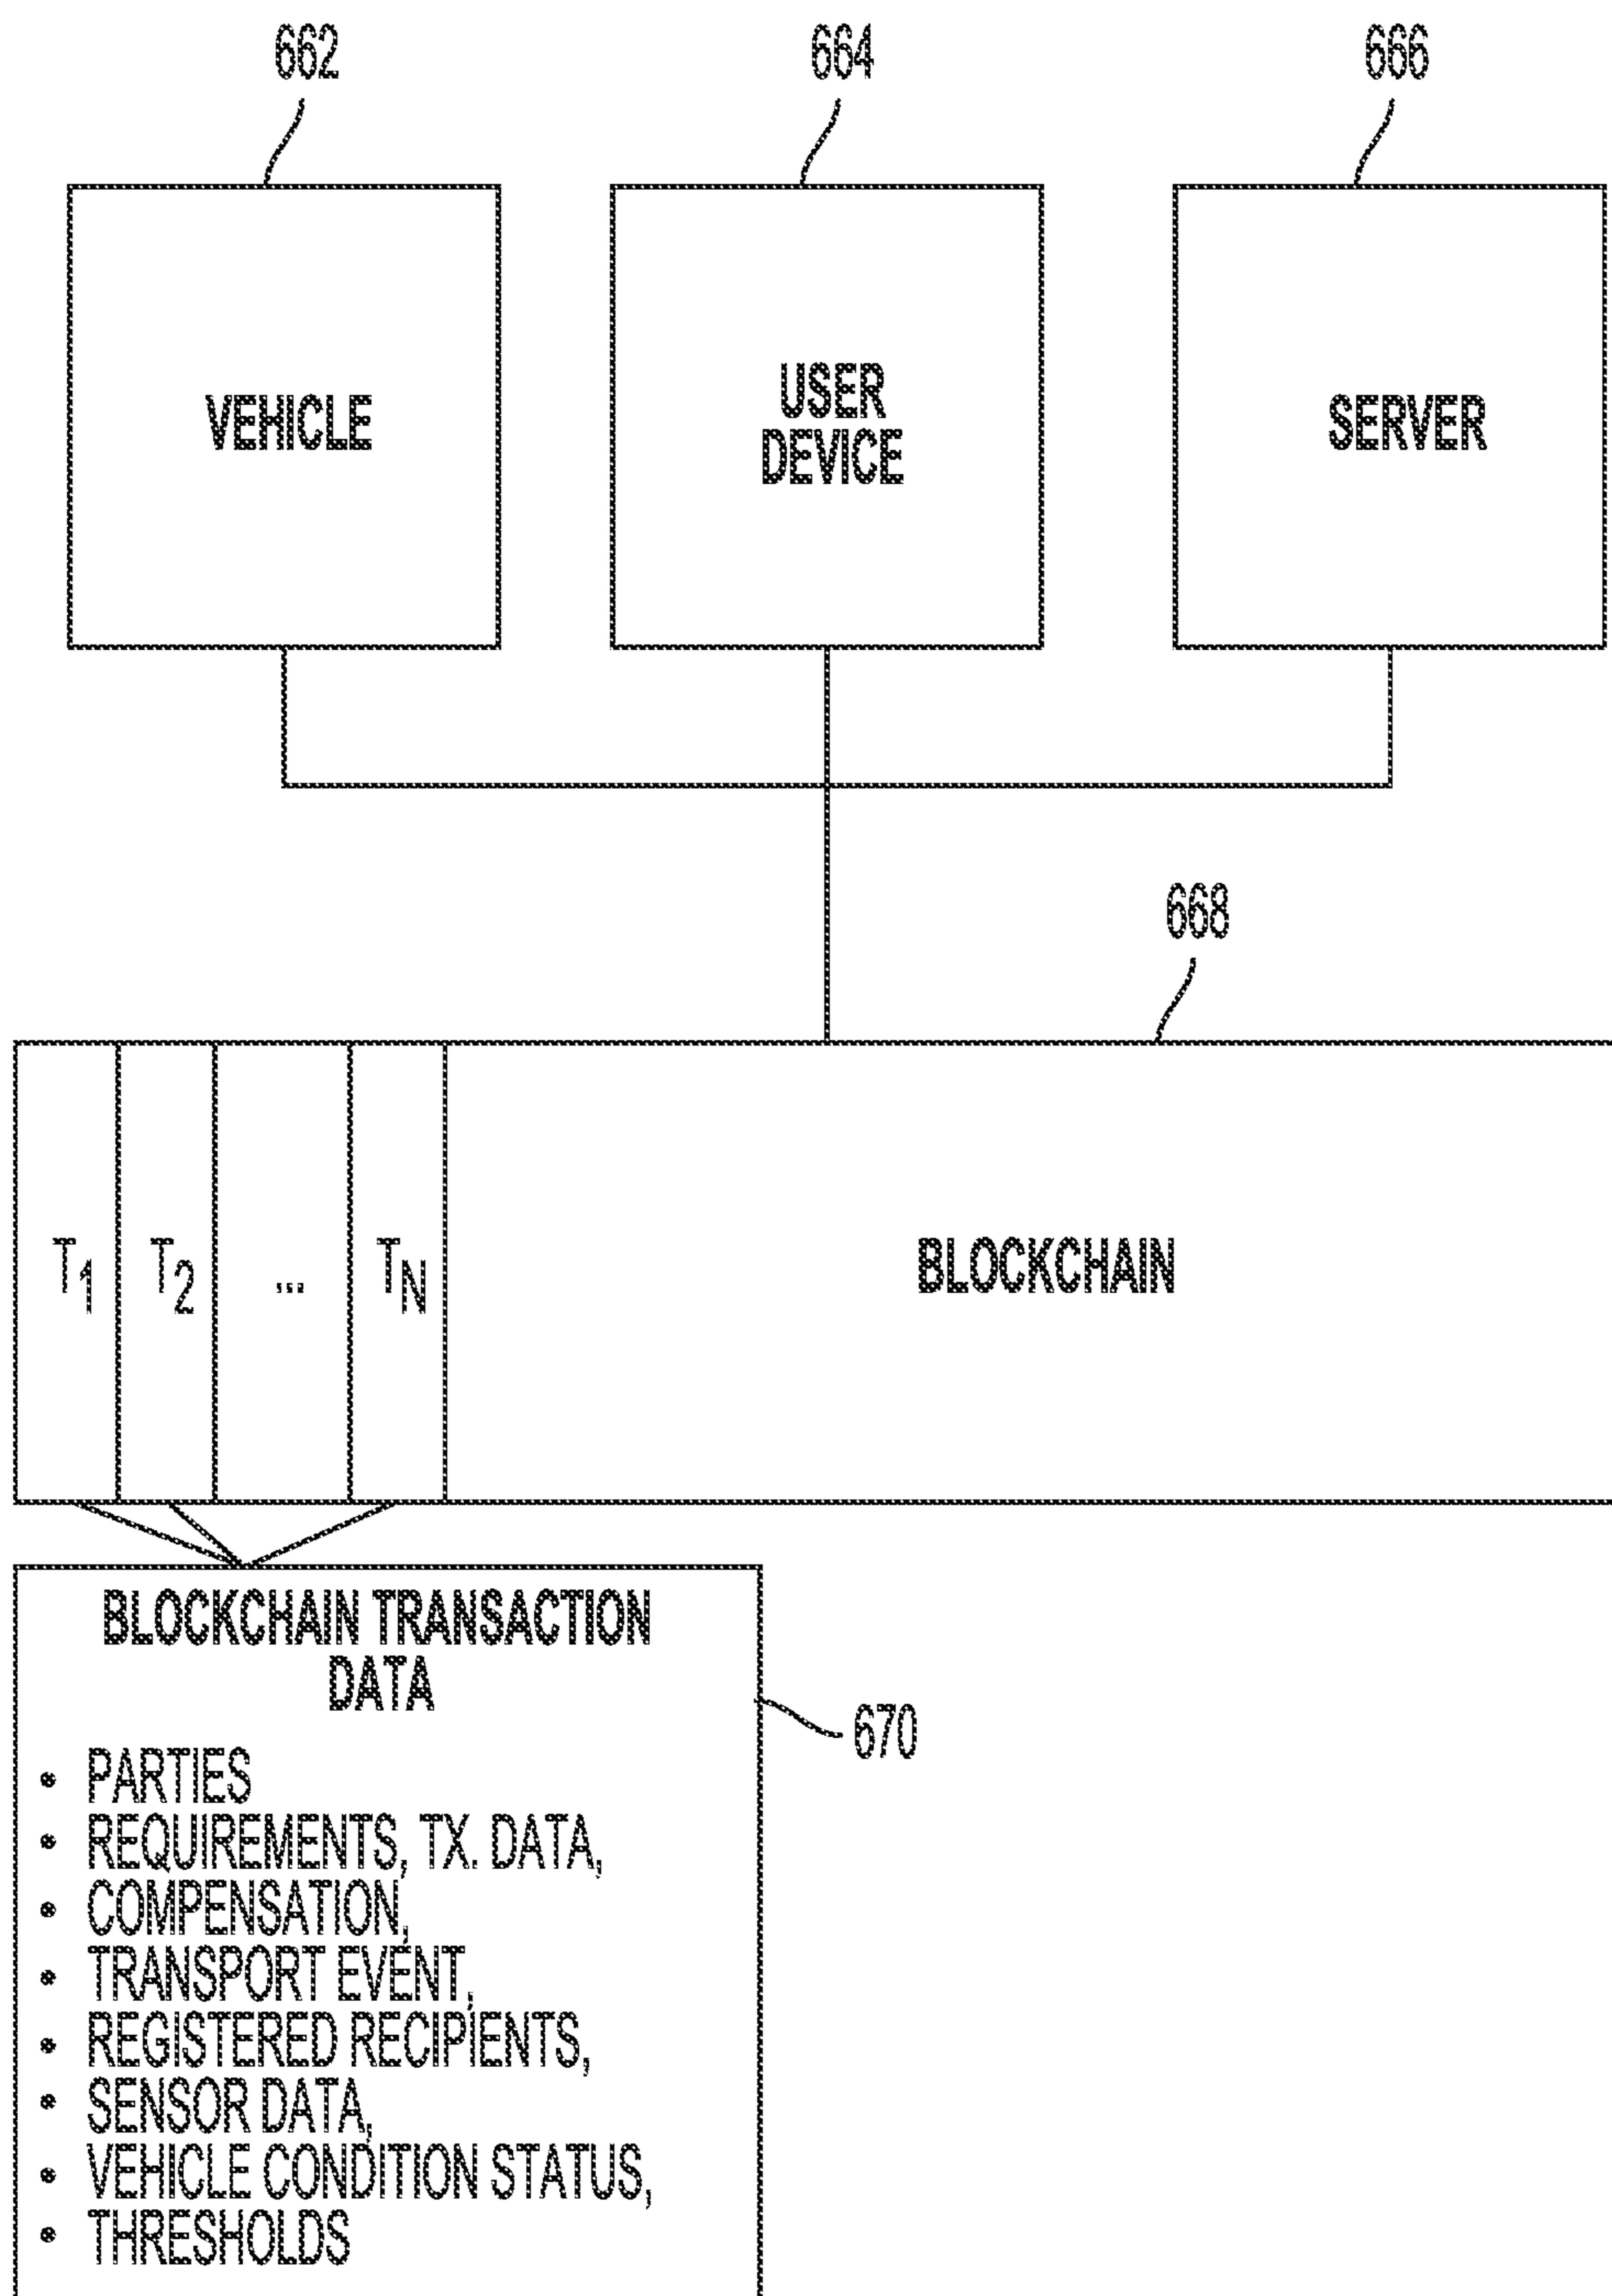 662
664
666
VEHICLE
USER
DEVICE
SERVER
668
T1
T2
...
TN
BLOCKCHAIN
BLOCKCHAIN TRANSACTION
DATA
670
• PARTIES
• REQUIREMENTS, TX. DATA,
• COMPENSATION,
• TRANSPORT EVENT,
• REGISTERED RECIPIENTS,
• SENSOR DATA,
• VEHICLE CONDITION STATUS,
• THRESHOLDS